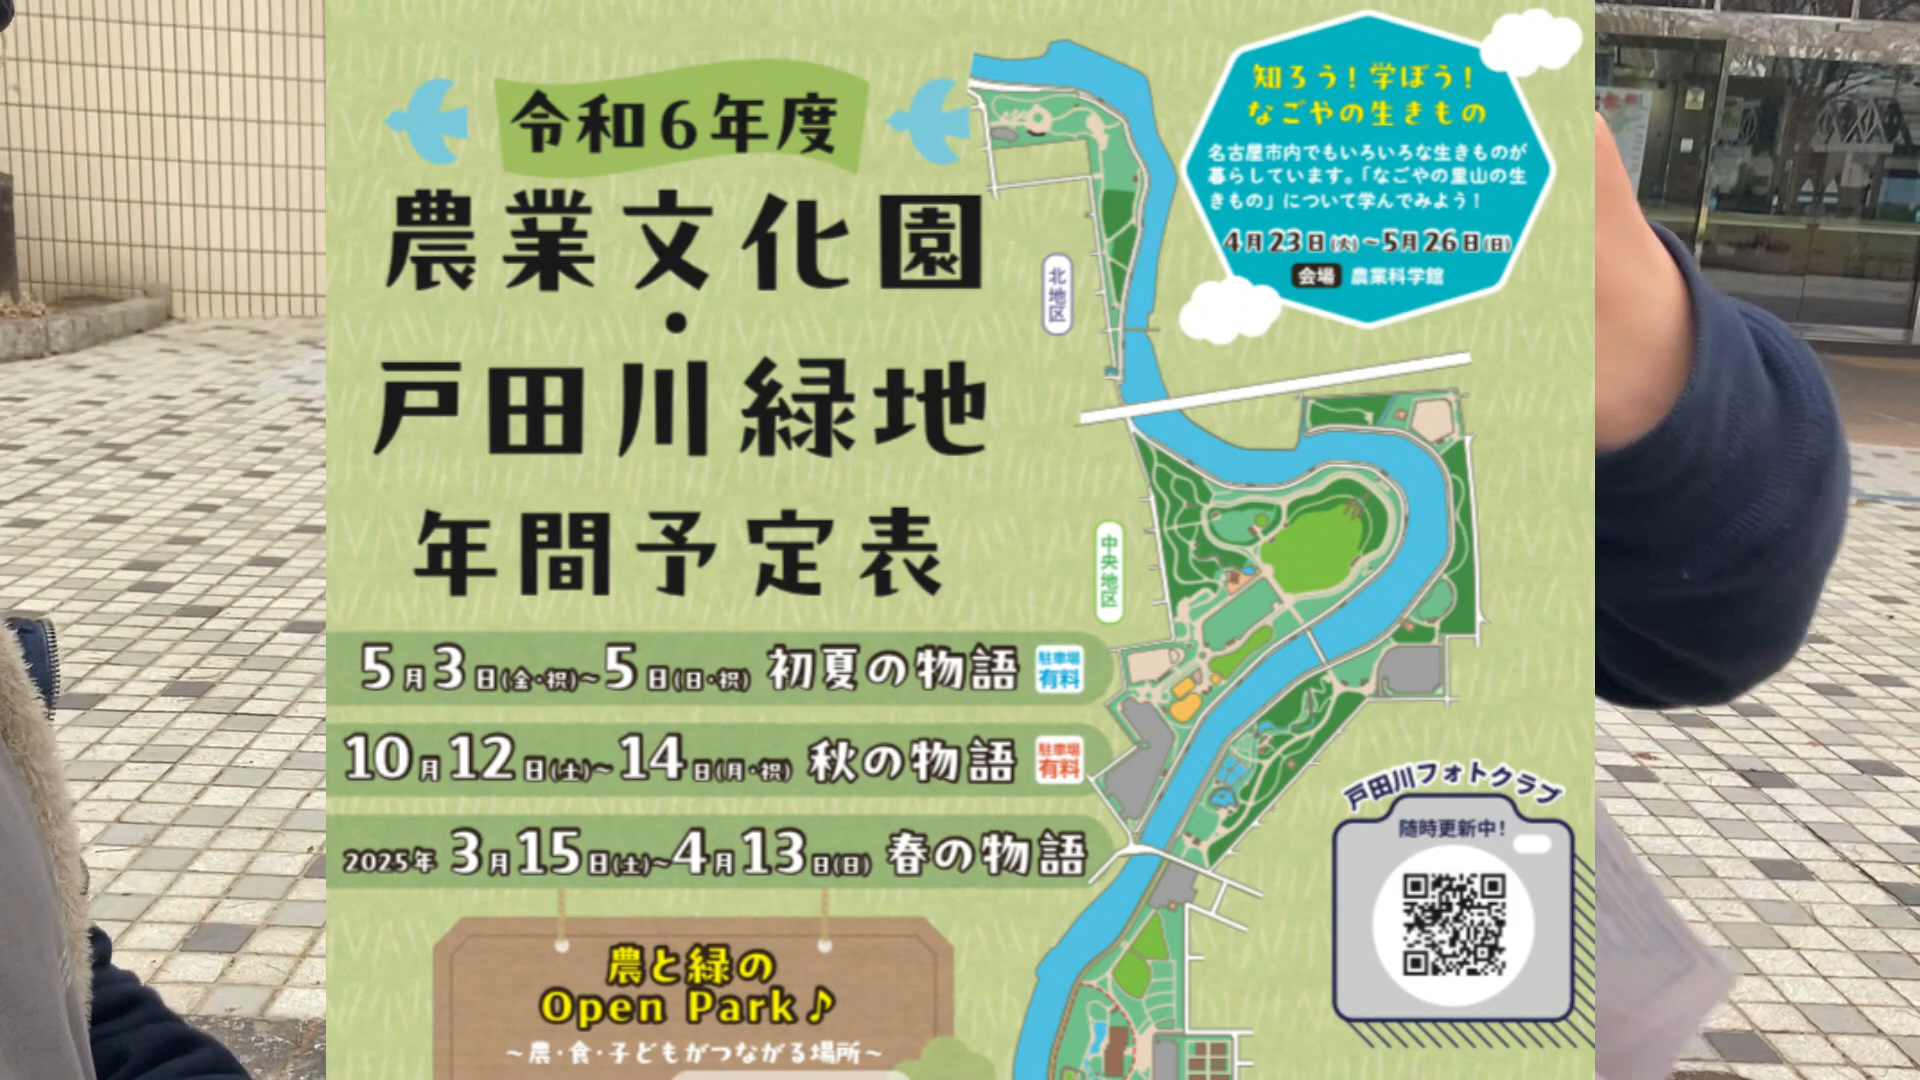 令和6年度
農業文化園
・
戸田川緑地
年間予定表
5月3日(金・祝)~5日(日・祝) 初夏の物語 駐車場有料
10月12日(土)~14日(月・祝) 秋の物語 駐車場有料
2025年 3月15日(土)~4月13日(日) 春の物語
農と緑の
Open Park♪
~農・食・子どもがつながる場所~
知ろう!学ぼう!
なごやの生きもの
名古屋市内でもいろいろな生きものが
暮らしています。「なごやの里山の生
きもの」について学んでみよう!
4月23日(火)~5月26日(日)
会場 農業科学館
北地区
中央地区
戸田川フォトクラブ
随時更新中!